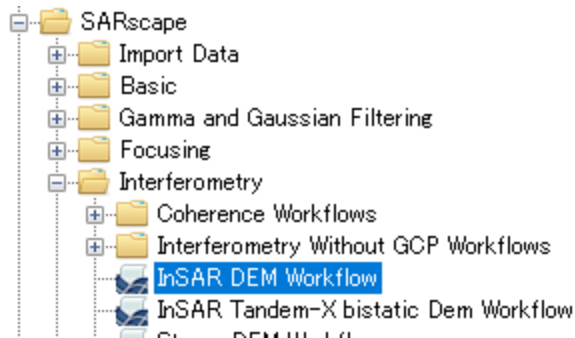 SARscape
Import Data
Basic
Gamma and Gaussian Filtering
Focusing
Interferometry
Coherence Workflows
Interferometry Without GCP Workflows
InSAR DEM Workflow
InSAR Tandem-X bistatic Dem Workflow